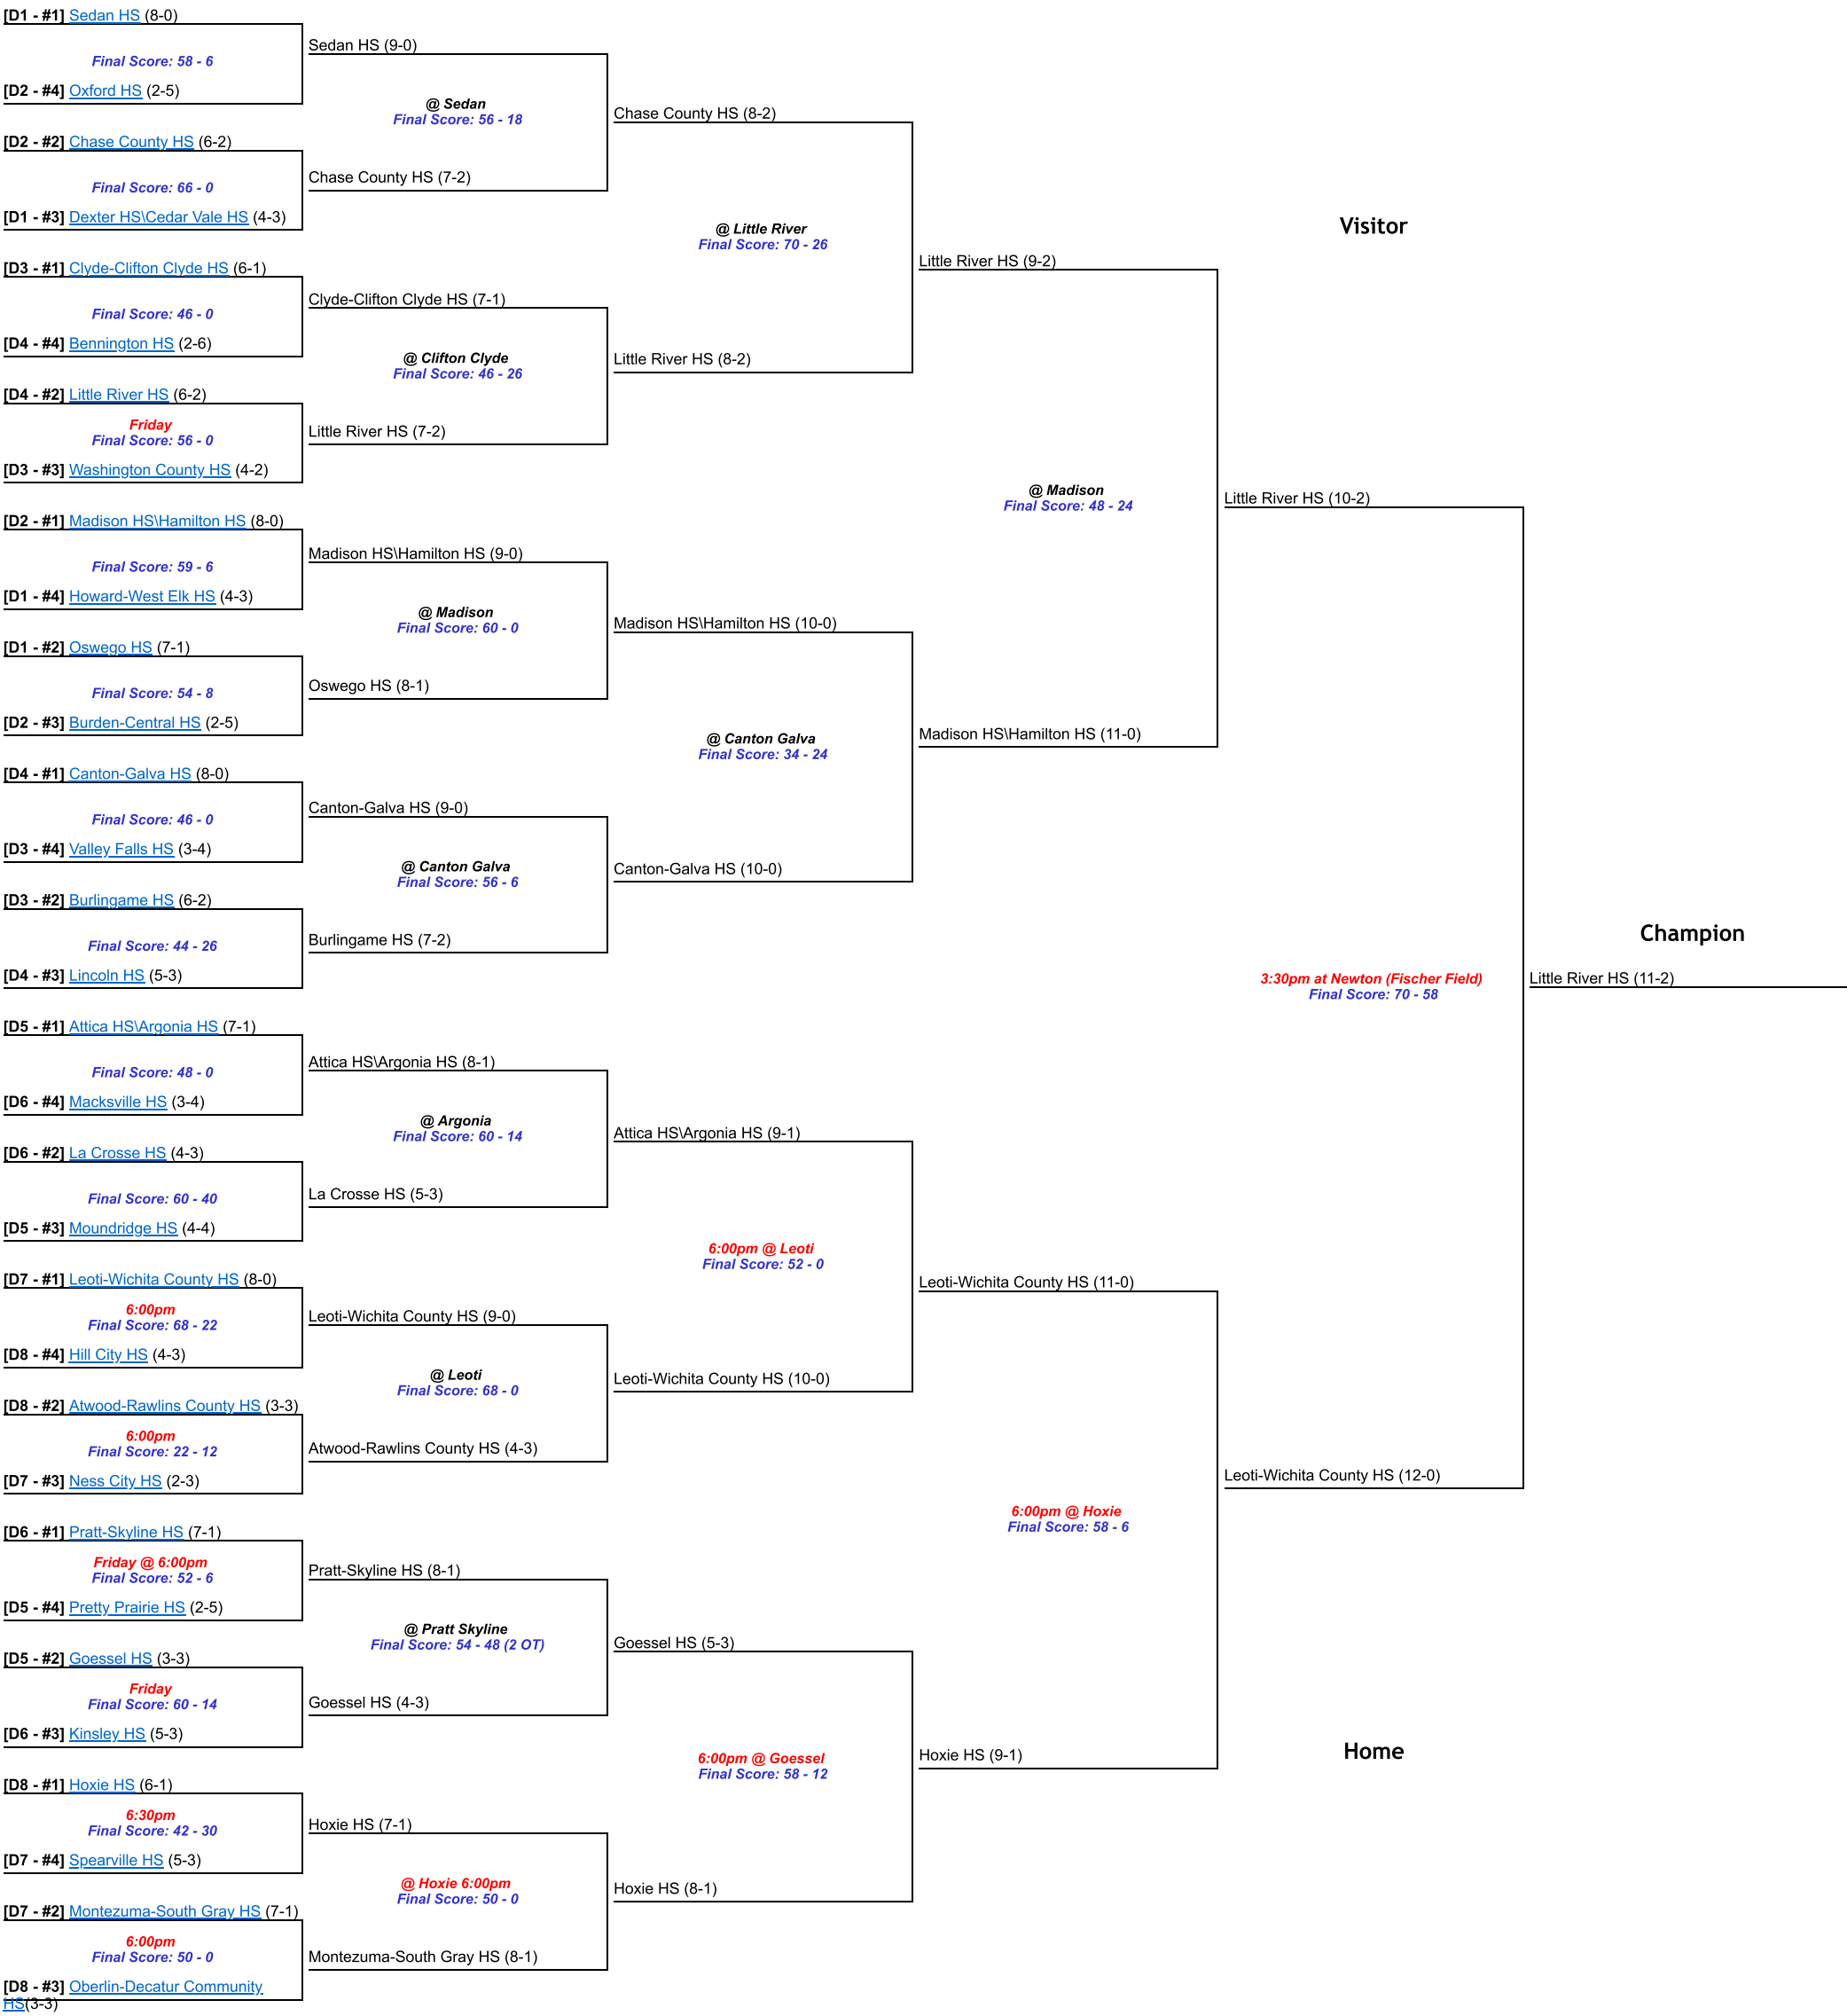 [D1 - #1] Sedan HS (8-0)
Final Score: 58 - 6
[D2 - #4] Oxford HS (2-5)
[D2 - #2] Chase County HS (6-2)
Final Score: 66 - 0
[D1 - #3] Dexter HS\Cedar Vale HS (4-3)
[D3 - #1] Clyde-Clifton Clyde HS (6-1)
Final Score: 46 - 0
[D4 - #4] Bennington HS (2-6)
[D4 - #2] Little River HS (6-2)
Friday
Final Score: 56 - 0
[D3 - #3] Washington County HS (4-2)
[D2 - #1] Madison HS\Hamilton HS (8-0)
Final Score: 59 - 6
[D1 - #4] Howard-West Elk HS (4-3)
[D1 - #2] Oswego HS (7-1)
Final Score: 54 - 8
[D2 - #3] Burden-Central HS (2-5)
[D4 - #1] Canton-Galva HS (8-0)
Final Score: 46 - 0
[D3 - #4] Valley Falls HS (3-4)
[D3 - #2] Burlingame HS (6-2)
Final Score: 44 - 26
[D4 - #3] Lincoln HS (5-3)
[D5 - #1] Attica HS\Argonia HS (7-1)
Final Score: 48 - 0
[D6 - #4] Macksville HS (3-4)
[D6 - #2] La Crosse HS (4-3)
Final Score: 60 - 40
[D5 - #3] Moundridge HS (4-4)
[D7 - #1] Leoti-Wichita County HS (8-0)
6:00pm
Final Score: 68 - 22
[D8 - #4] Hill City HS (4-3)
[D8 - #2] Atwood-Rawlins County HS (3-3)
6:00pm
Final Score: 22 - 12
[D7 - #3] Ness City HS (2-3)
[D6 - #1] Pratt-Skyline HS (7-1)
Friday @ 6:00pm
Final Score: 52 - 6
[D5 - #4] Pretty Prairie HS (2-5)
[D5 - #2] Goessel HS (3-3)
Friday
Final Score: 60 - 14
[D6 - #3] Kinsley HS (5-3)
[D8 - #1] Hoxie HS (6-1)
6:30pm
Final Score: 42 - 30
[D7 - #4] Spearville HS (5-3)
[D7 - #2] Montezuma-South Gray HS (7-1)
6:00pm
Final Score: 50 - 0
[D8 - #3] Oberlin-Decatur Community
HS(3-3)
Sedan HS (9-0)
@ Sedan
Final Score: 56 - 18
Chase County HS (7-2)
Clyde-Clifton Clyde HS (7-1)
@ Clifton Clyde
Final Score: 46 - 26
Little River HS (7-2)
Madison HS\Hamilton HS (9-0)
@ Madison
Final Score: 60 - 0
Oswego HS (8-1)
Canton-Galva HS (9-0)
@ Canton Galva
Final Score: 56 - 6
Burlingame HS (7-2)
Attica HS\Argonia HS (8-1)
@ Argonia
Final Score: 60 - 14
La Crosse HS (5-3)
Leoti-Wichita County HS (9-0)
@ Leoti
Final Score: 68 - 0
Atwood-Rawlins County HS (4-3)
Pratt-Skyline HS (8-1)
@ Pratt Skyline
Final Score: 54 - 48 (2 OT)
Goessel HS (4-3)
Hoxie HS (7-1)
@ Hoxie 6:00pm
Final Score: 50 - 0
Montezuma-South Gray HS (8-1)
Chase County HS (8-2)
@ Little River
Final Score: 70 - 26
Little River HS (8-2)
Madison HS\Hamilton HS (10-0)
@ Canton Galva
Final Score: 34 - 24
Canton-Galva HS (10-0)
Attica HS\Argonia HS (9-1)
6:00pm @ Leoti
Final Score: 52 - 0
Leoti-Wichita County HS (10-0)
Goessel HS (5-3)
6:00pm @ Goessel
Final Score: 58 - 12
Hoxie HS (8-1)
Little River HS (9-2)
@ Madison
Final Score: 48 - 24
Madison HS\Hamilton HS (11-0)
Leoti-Wichita County HS (11-0)
6:00pm @ Hoxie
Final Score: 58 - 6
Hoxie HS (9-1)
Visitor
Little River HS (10-2)
3:30pm at Newton (Fischer Field)
Final Score: 70 - 58
Leoti-Wichita County HS (12-0)
Home
Champion
Little River HS (11-2)